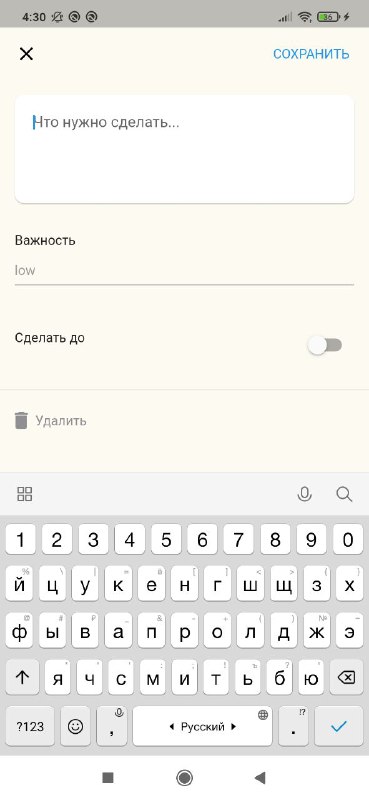 4:30
36
СОХРАНИТЬ
Что нужно сделать...
Важность
low
Сделать до
Удалить
1 2 3 4 5 6 7 8 9 0
й ц у к е н г ш щ з х
ф ы в а п р о л д ж э
я ч с м и т ь б ю
?123 , Русский .